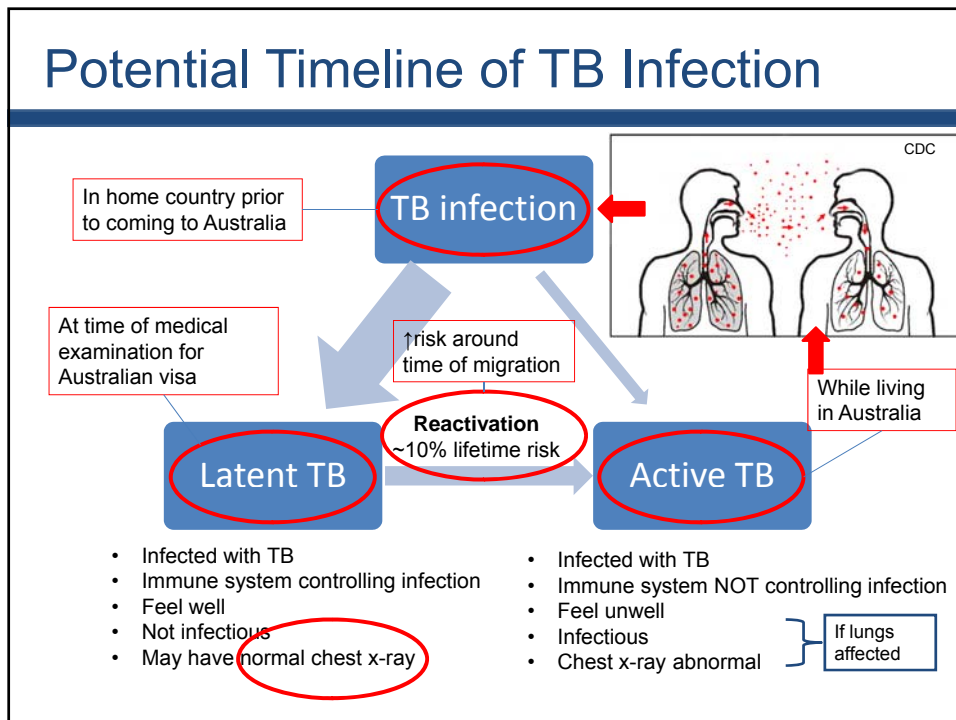 Potential Timeline of TB Infection
CDC
In home country prior
to coming to Australia
TB infection
At time of medical
examination for
Australian visa
↑risk around
time of migration
While living
in Australia
Reactivation
~10% lifetime risk
Latent TB
Active TB
• Infected with TB
• Immune system controlling infection
• Feel well
• Not infectious
• May have normal chest x-ray
• Infected with TB
• Immune system NOT controlling infection
• Feel unwell
• Infectious
• Chest x-ray abnormal
If lungs
affected